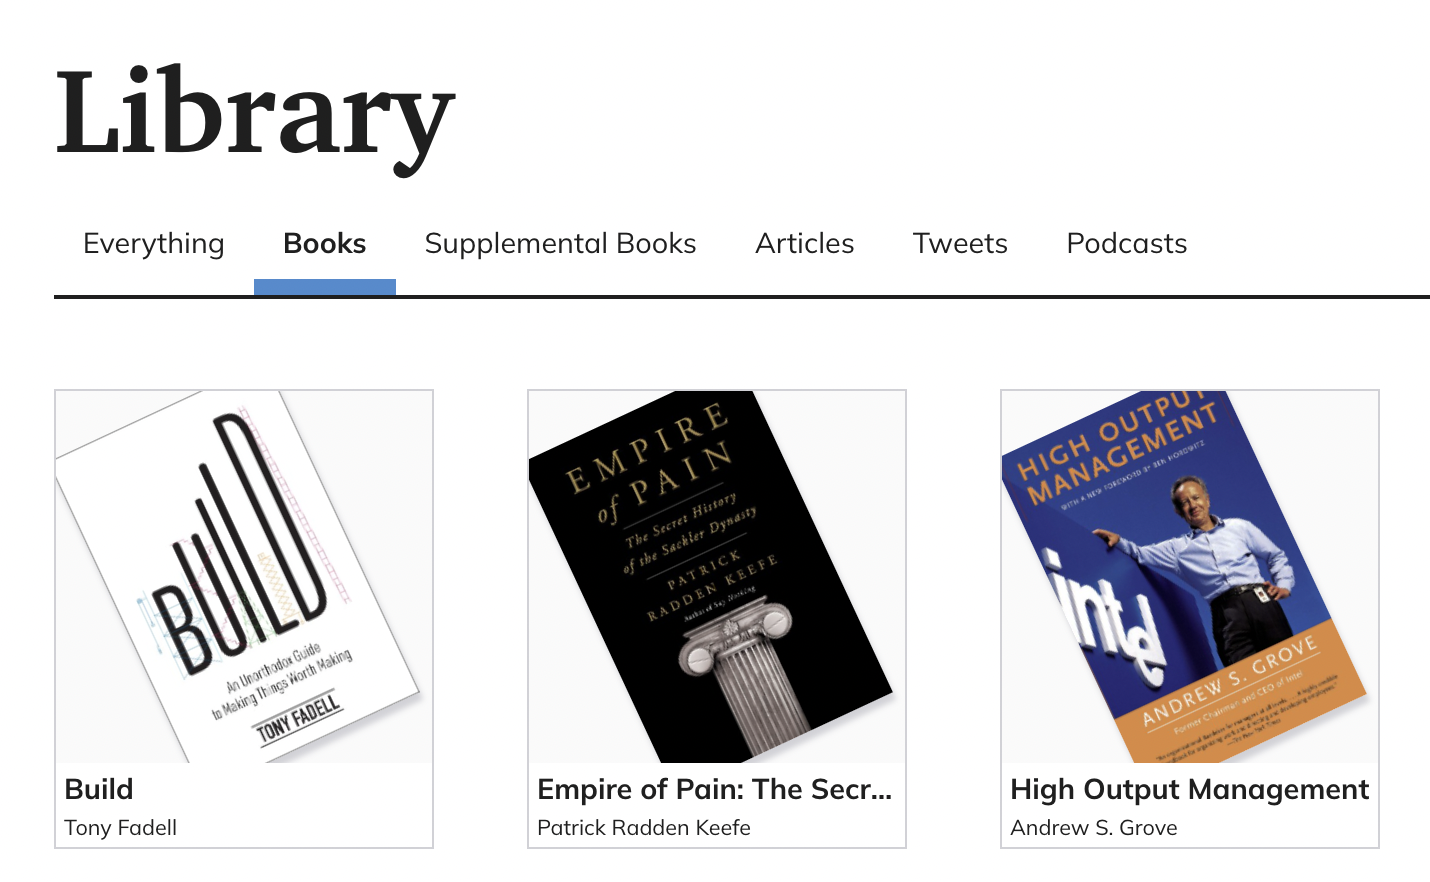 Library
Everything
Books
Supplemental Books
Articles
Tweets
Podcasts
BUILD
An Unorthodox Guide
to Making Things Worth Making
TONY FADELL
Build
Tony Fadell
EMPIRE
of PAIN
The Secret History
of the Sackler Dynasty
PATRICK
RADDEN KEEFE
Author of Say Nothing
Empire of Pain: The Secr...
Patrick Radden Keefe
HIGH OUTPUT
MANAGEMENT
WITH A NEW FOREWORD BY BEN HOROWITZ
intel
ANDREW S. GROVE
Former Chairman and CEO of Intel
High Output Management
Andrew S. Grove